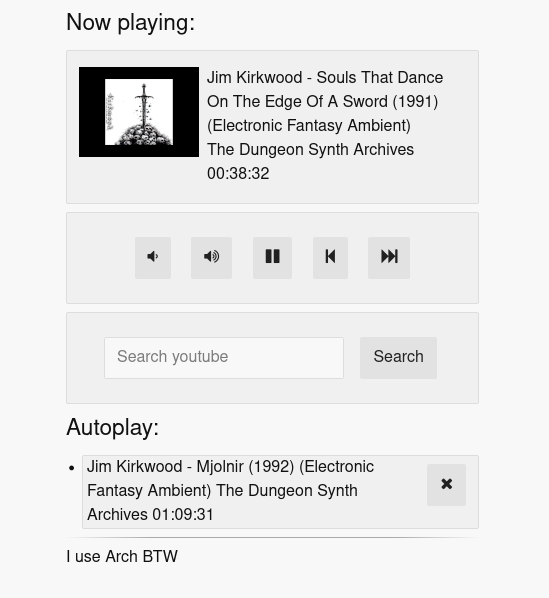 Now playing:
Jim Kirkwood - Souls That Dance
On The Edge Of A Sword (1991)
(Electronic Fantasy Ambient)
The Dungeon Synth Archives
00:38:32
Search youtube
Search
Autoplay:
Jim Kirkwood - Mjolnir (1992) (Electronic
Fantasy Ambient) The Dungeon Synth
Archives 01:09:31
I use Arch BTW